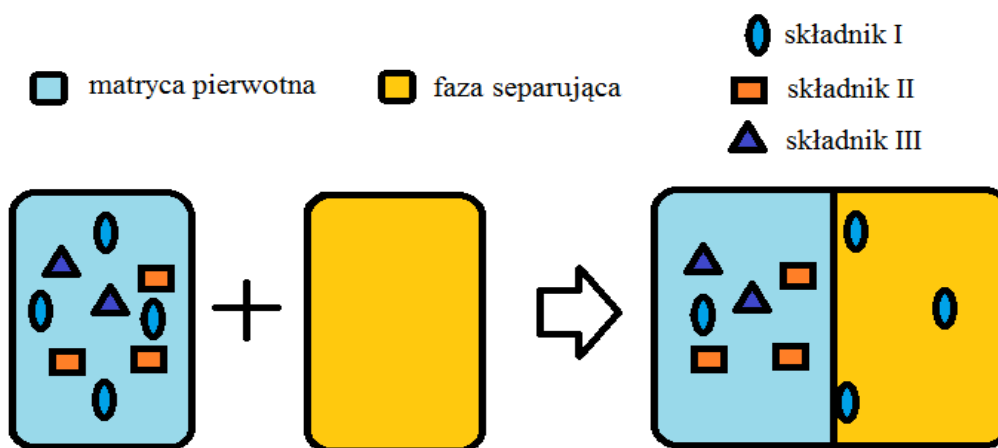 składnik I
matryca pierwotna
faza separująca
składnik II
składnik III